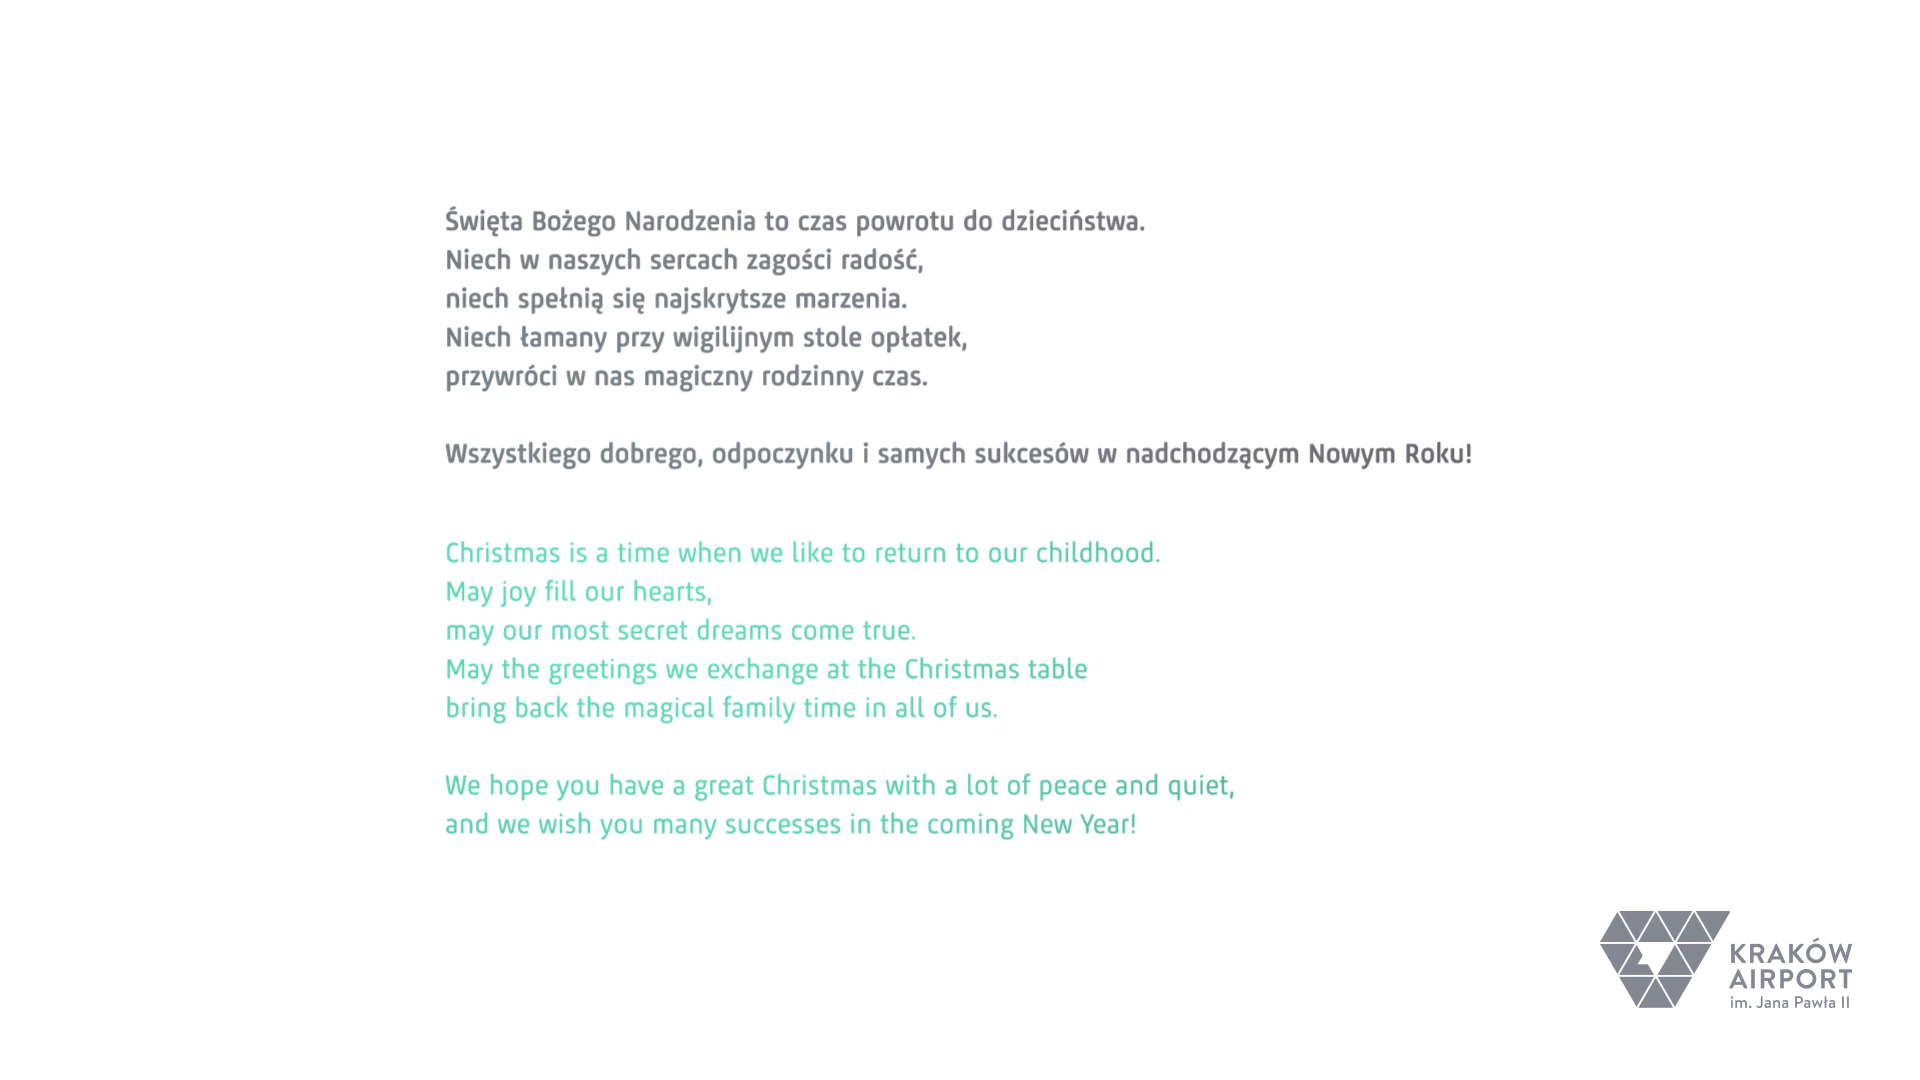 Święta Bożego Narodzenia to czas powrotu do dzieciństwa.
Niech w naszych sercach zagości radość,
niech spełnią się najskrytsze marzenia.
Niech łamany przy wigilijnym stole opłatek,
przywróci w nas magiczny rodzinny czas.
Wszystkiego dobrego, odpoczynku i samych sukcesów w nadchodzącym Nowym Roku!
Christmas is a time when we like to return to our childhood.
May joy fill our hearts,
may our most secret dreams come true.
May the greetings we exchange at the Christmas table
bring back the magical family time in all of us.
We hope you have a great Christmas with a lot of peace and quiet,
and we wish you many successes in the coming New Year!
KRAKÓW
AIRPORT
im. Jana Pawła II